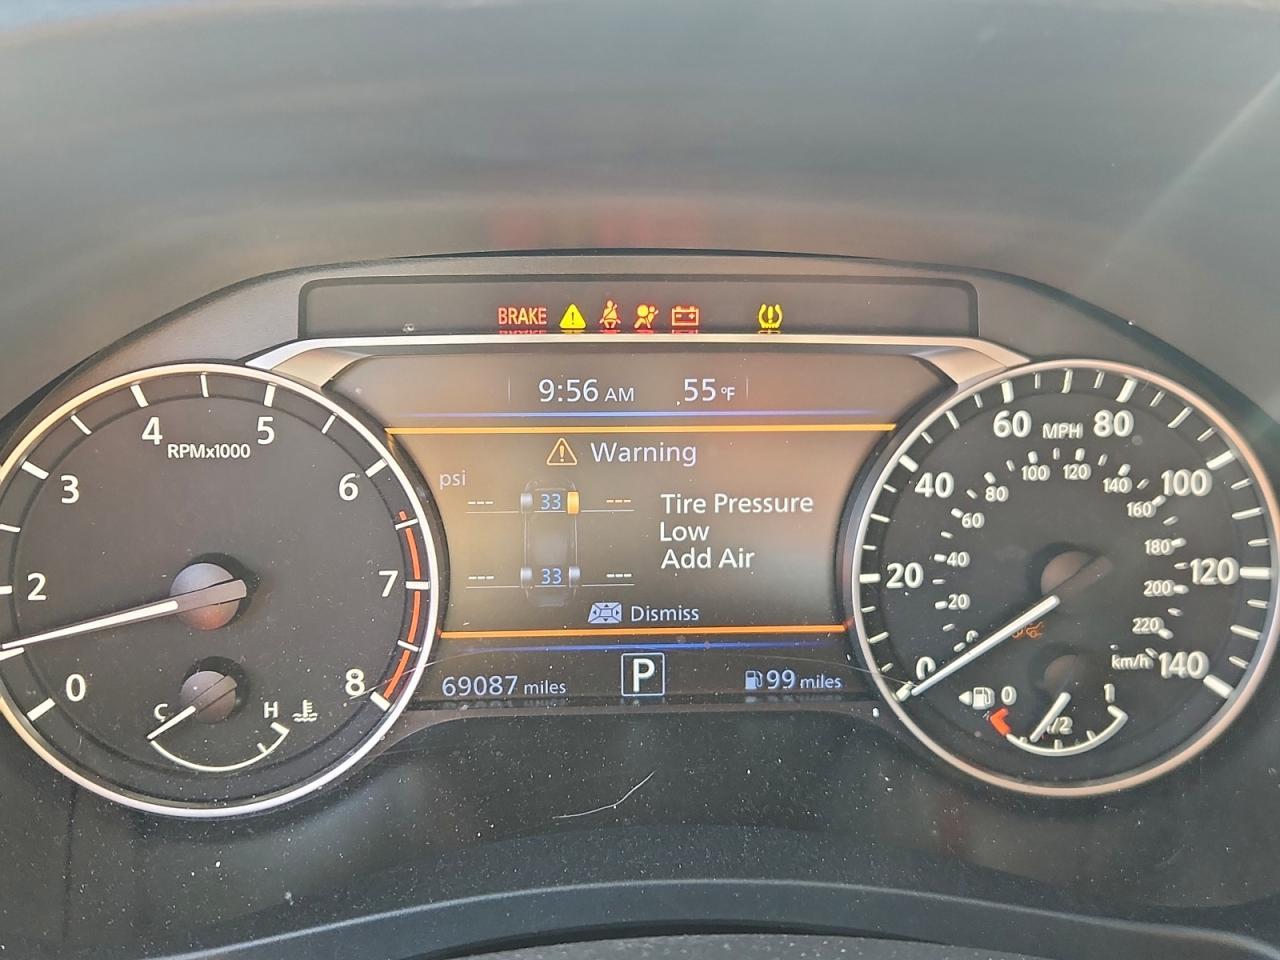 BRAKE
9:56 AM 55°F
Warning
psi
--- 33 ---
Tire Pressure
Low
Add Air
--- 33 ---
Dismiss
69087 miles
P
99 miles
RPMx1000
0
2
3
4
5
6
7
8
C H
MPH
0
20
40
60
80
100
120
140
km/h
0
20
40
60
80
100
120
140
160
180
200
220
0 1/2 1